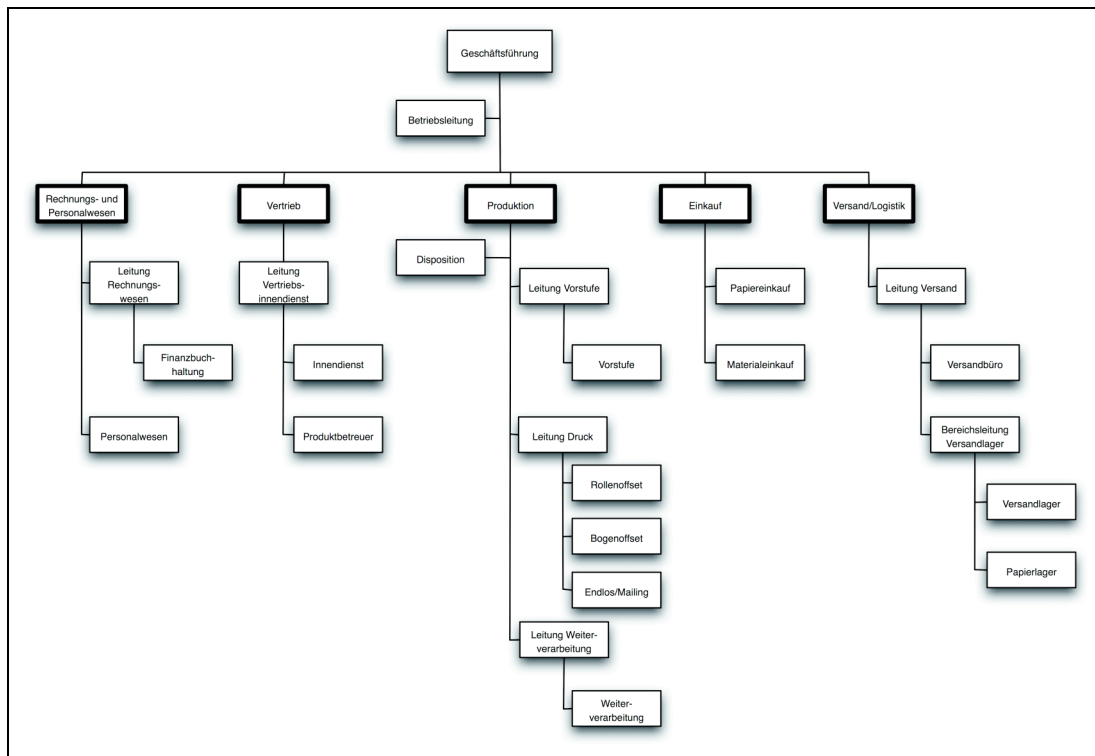 Geschäftsführung
Betriebsleitung
Rechnungs- und
Personalwesen
Vertrieb
Produktion
Einkauf
Versand/Logistik
Disposition
Leitung
Rechnungs-
wesen
Leitung
Vertriebs-
innendienst
Leitung Vorstufe
Papiereinkauf
Leitung Versand
Finanzbuch-
haltung
Innendienst
Vorstufe
Materialeinkauf
Versandbüro
Personalwesen
Produktbetreuer
Leitung Druck
Bereichsleitung
Versandlager
Rollenoffset
Versandlager
Bogenoffset
Papierlager
Endlos/Mailing
Leitung Weiter-
verarbeitung
Weiter-
verarbeitung